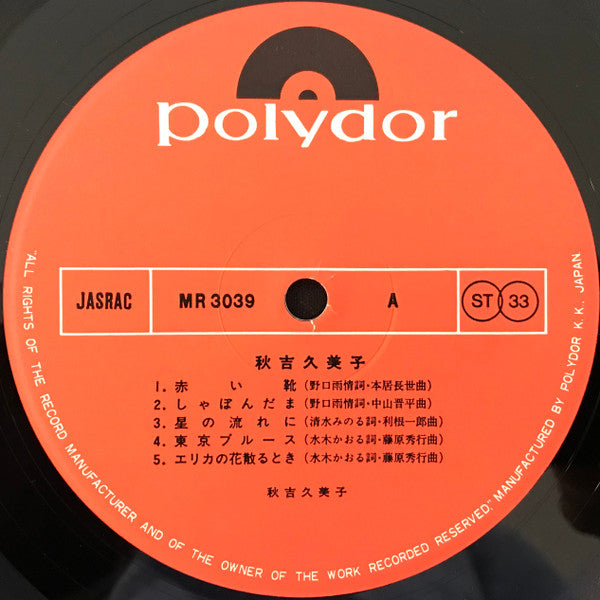 polydor
JASRAC MR 3039 A ST 33
秋吉久美子
1. 赤い靴 (野口雨情詞・本居長世曲)
2. しゃぼんだま (野口雨情詞・中山晋平曲)
3. 星の流れに (清水みのる詞・利根一郎曲)
4. 東京ブルース (水木かおる詞・藤原秀行曲)
5. エリカの花散るとき (水木かおる詞・藤原秀行曲)
秋吉久美子
"ALL RIGHTS OF THE RECORD MANUFACTURER AND OF THE OWNER OF THE WORK RECORDED RESERVED," MANUFACTURED BY POLYDOR K.K., JAPAN